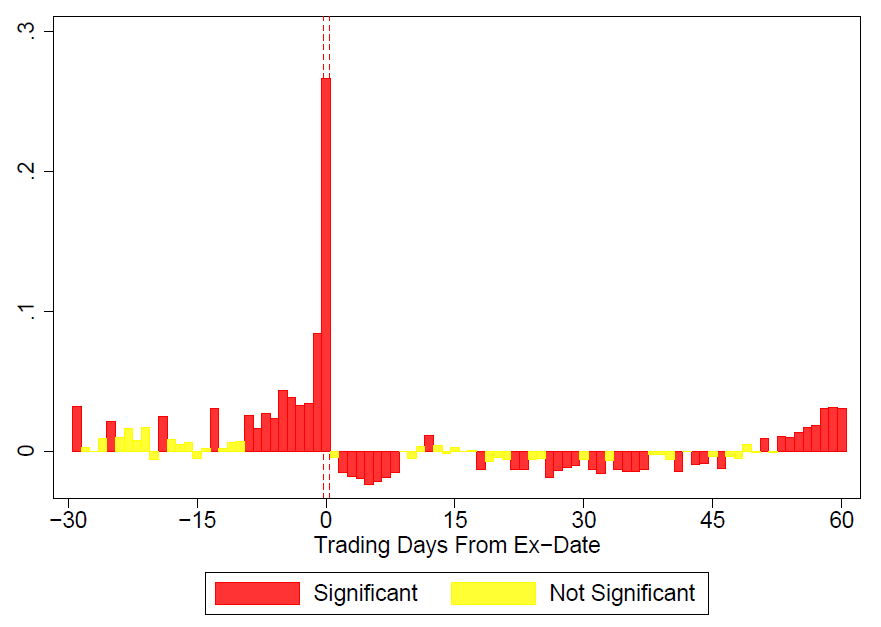 .3
.2
.1
0
−30 −15 0 15 30 45 60
Trading Days From Ex−Date
Significant Not Significant